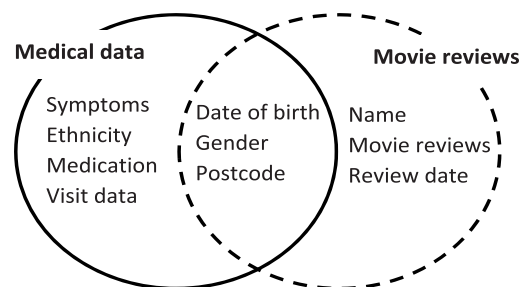 Medical data
Movie reviews
Symptoms
Ethnicity
Medication
Visit data
Date of birth
Gender
Postcode
Name
Movie reviews
Review date